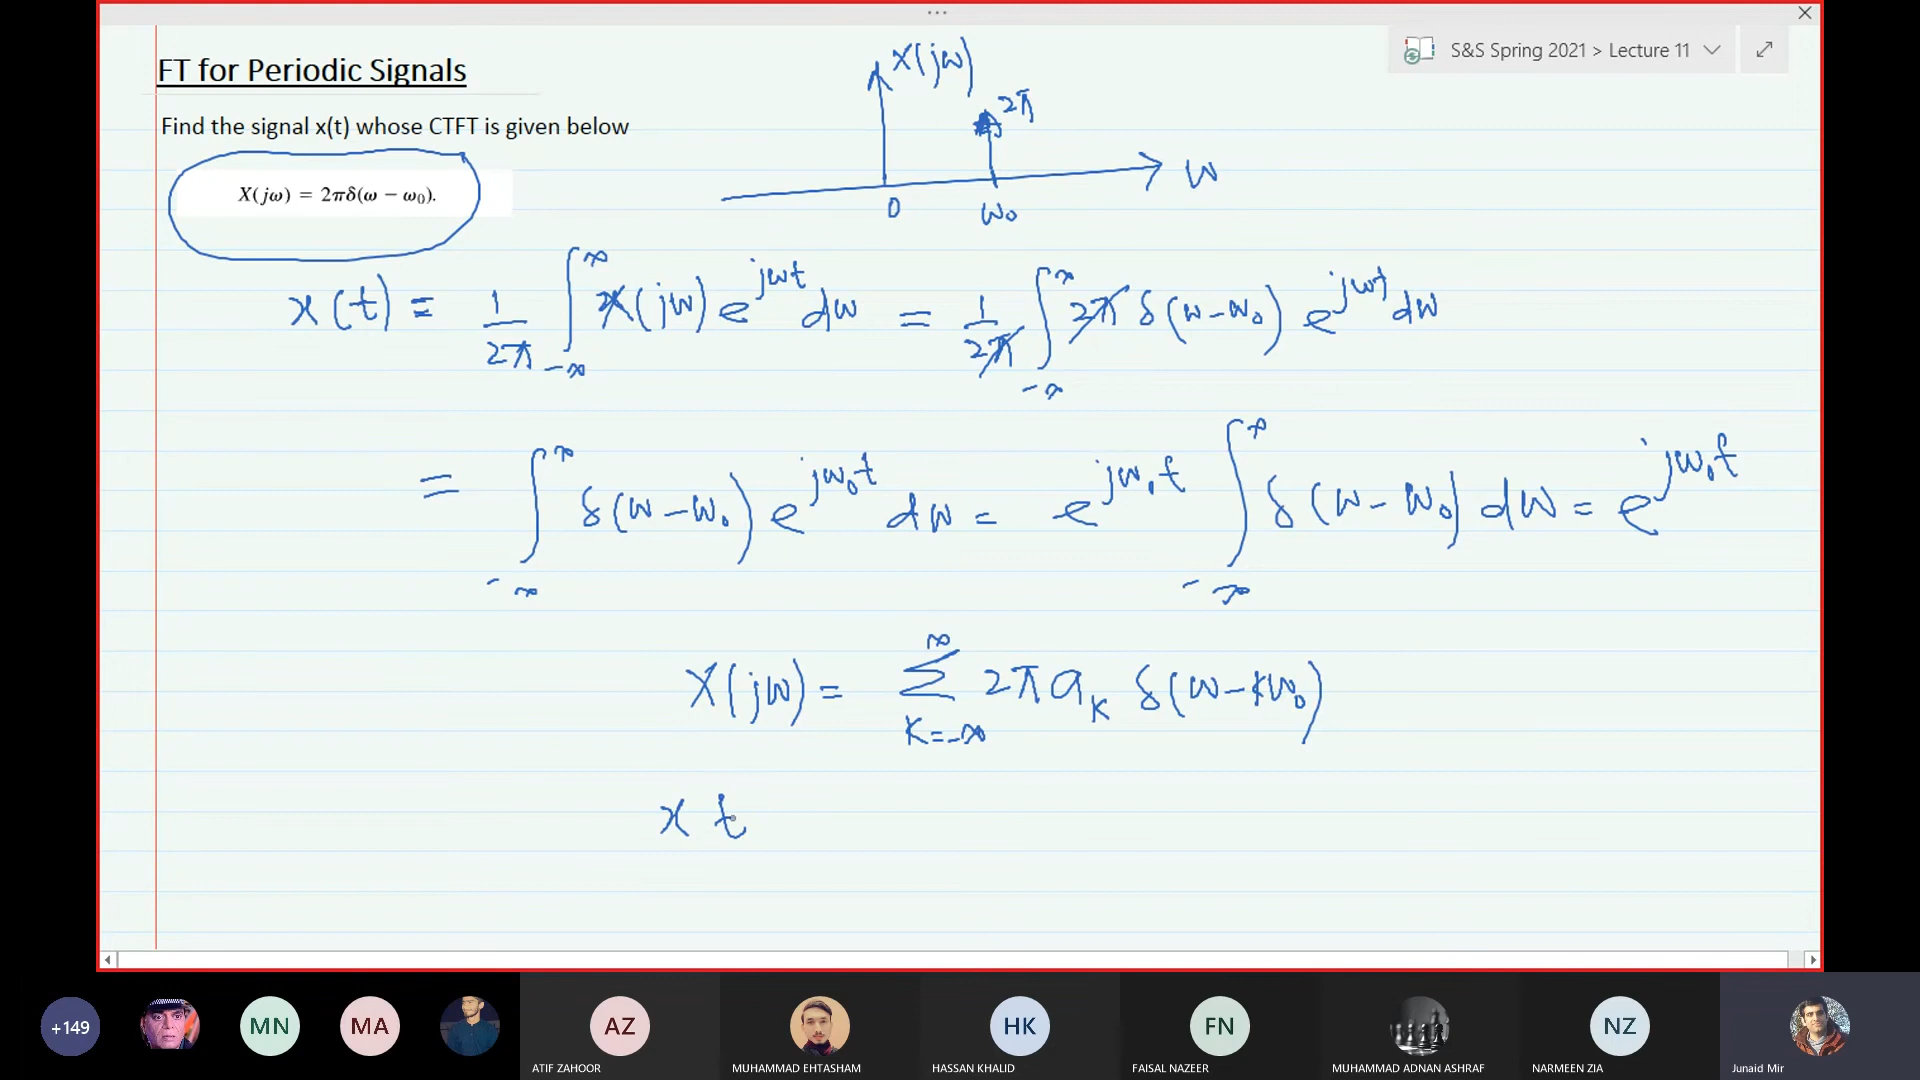 S&S Spring 2021 > Lecture 11
FT for Periodic Signals
Find the signal x(t) whose CTFT is given below
X(jω) = 2πδ(ω − ω₀).
X(jω)
2π
ω
0
ω₀
x(t) = 1/2π ∫_{-∞}^{∞} X(jω) e^{jωt} dω = 1/2π ∫_{-∞}^{∞} 2π δ(ω-ω₀) e^{jωt} dω
= ∫_{-∞}^{∞} δ(ω-ω₀) e^{jω₀t} dω = e^{jω₀t} ∫_{-∞}^{∞} δ(ω-ω₀) dω = e^{jω₀t}
X(jω) = ∑_{K=-∞}^{∞} 2π a_K δ(ω-kω₀)
x t
+149
MN
MA
AZ
HK
FN
NZ
ATIF ZAHOOR
MUHAMMAD EHTASHAM
HASSAN KHALID
FAISAL NAZEER
MUHAMMAD ADNAN ASHRAF
NARMEEN ZIA
Junaid Mir